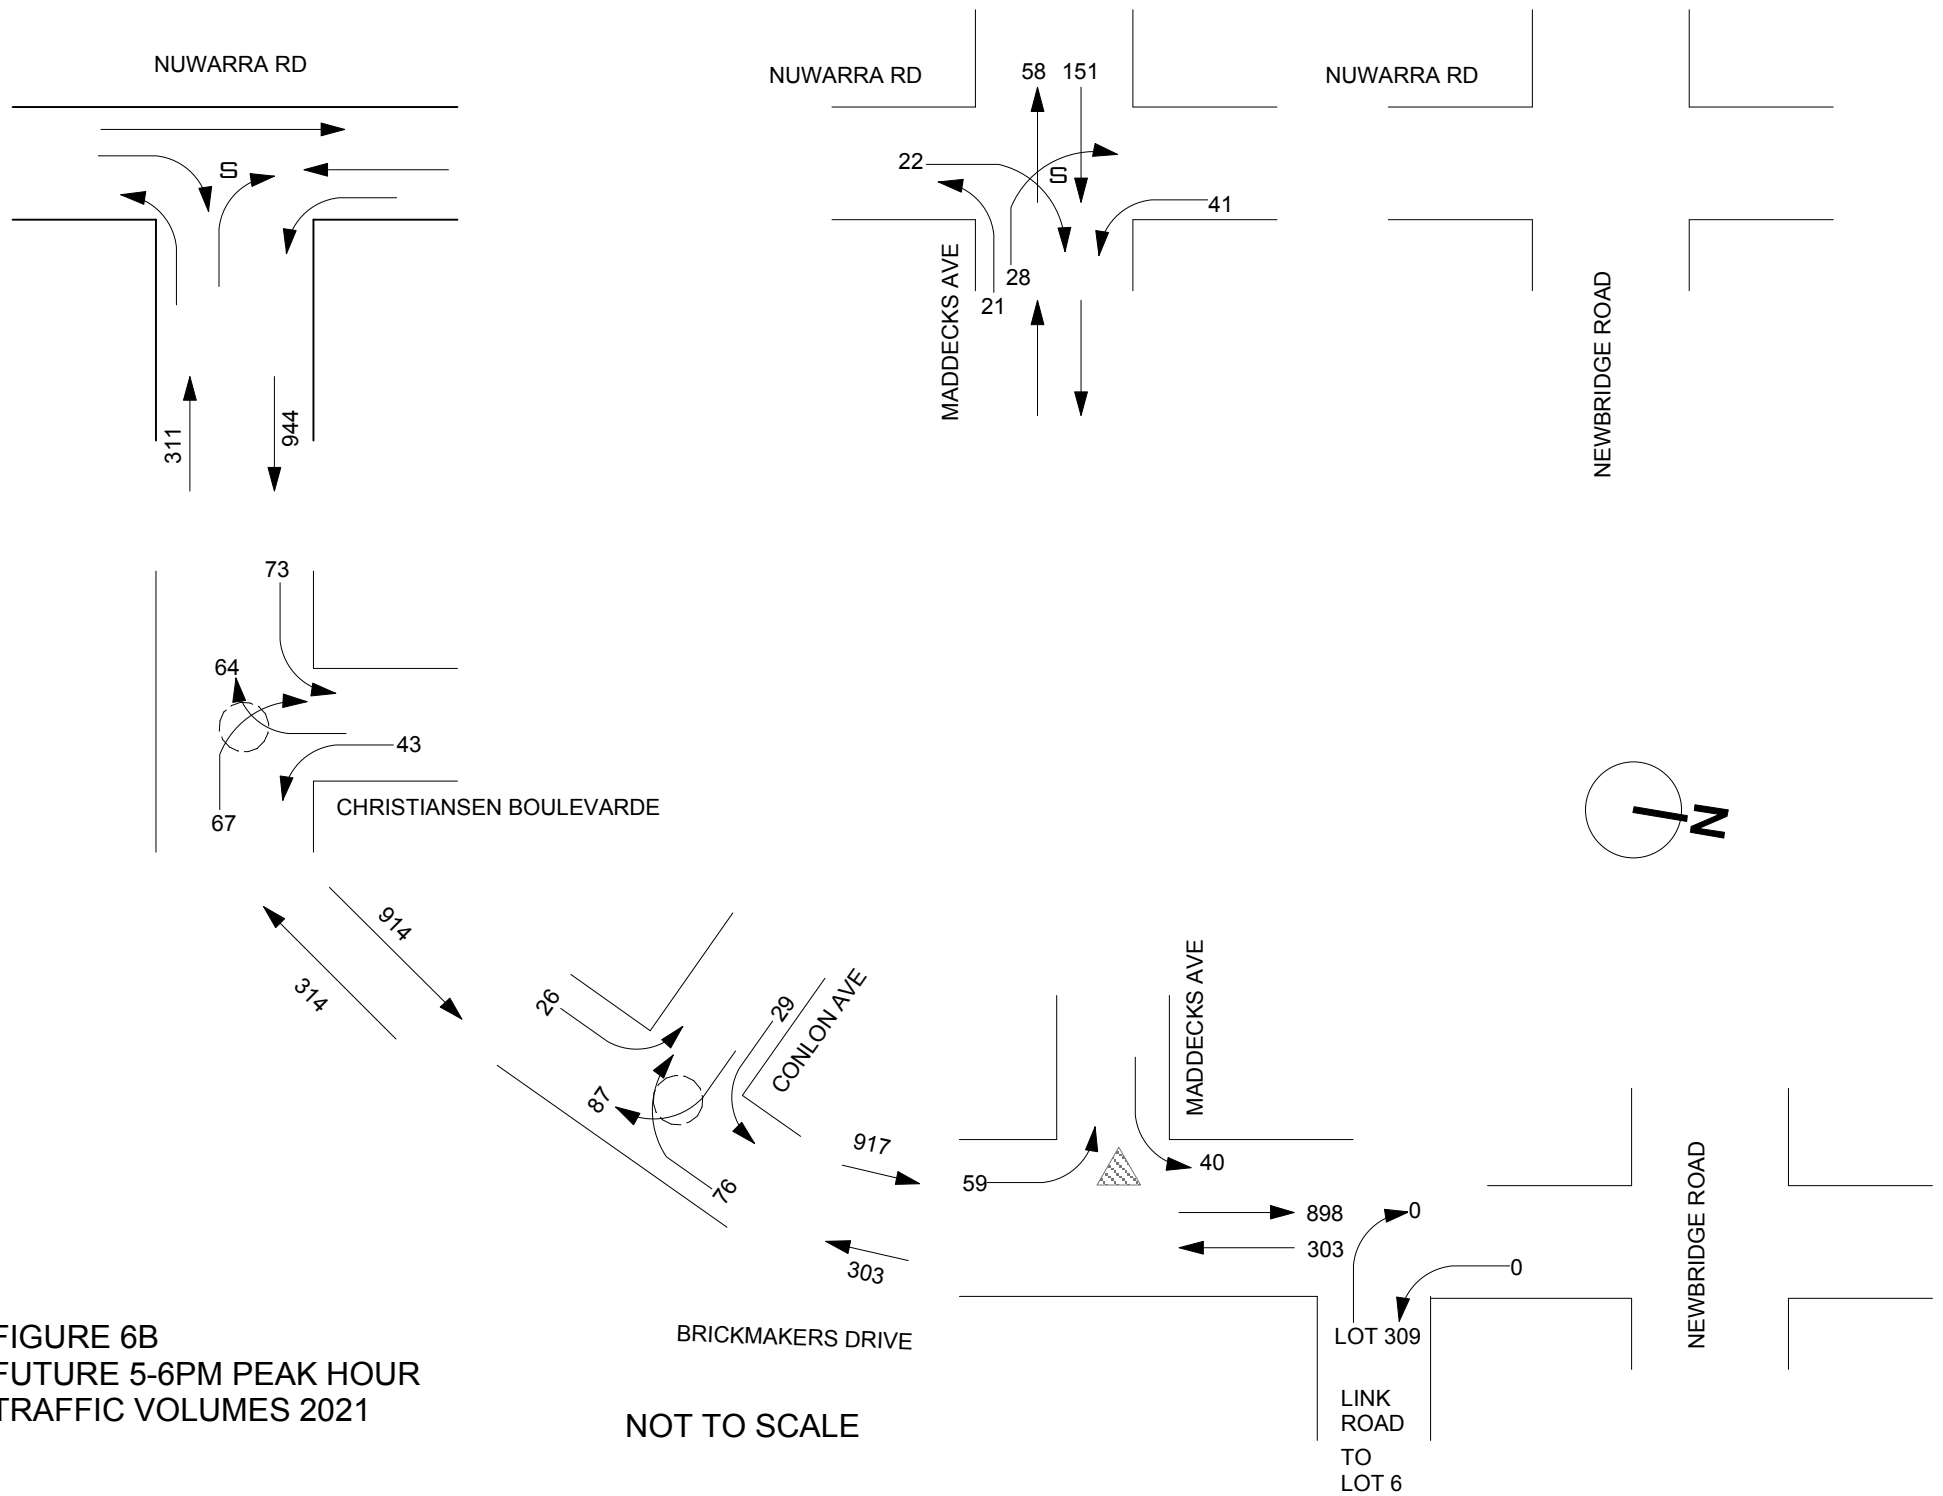 NUWARRA RD
NUWARRA RD
58 151
NUWARRA RD
S
22
S
41
28
21
MADDECKS AVE
NEWBRIDGE ROAD
311
944
73
64
43
67
CHRISTIANSEN BOULEVARDE
N
914
314
26
29
CONLON AVE
87
76
MADDECKS AVE
917
59
40
898
0
303
303
0
NEWBRIDGE ROAD
BRICKMAKERS DRIVE
LOT 309
LINK
ROAD
TO
LOT 6
FIGURE 6B
FUTURE 5-6PM PEAK HOUR
TRAFFIC VOLUMES 2021
NOT TO SCALE